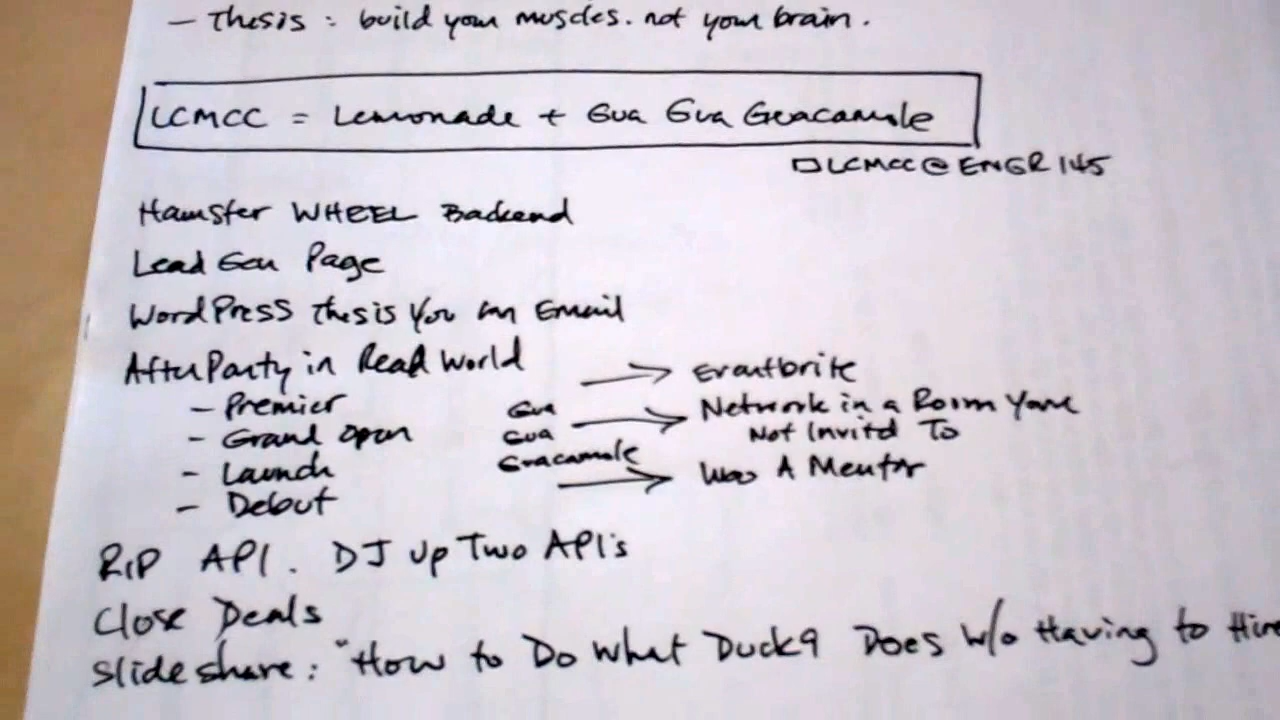 - Thesis : build your muscles. not your brain.
LCMCC = Lemonade + Gua Gua Guacamole
LCMCC@ENGR145
Hamster WHEEL Backend
Lead Gen Page
WordPress thesis You can Email
AfterParty in Real World
- Premier
- Grand Open
- Launch
- Debut
Gua
Gua
Guacamole
→ Eventbrite
→ Network in a Room You're
Not Invited To
→ Woo A Mentor
RIP API. DJ up Two API's
Close Deals
Slideshare: "How to Do What Duck9 Does w/o Having to Hire